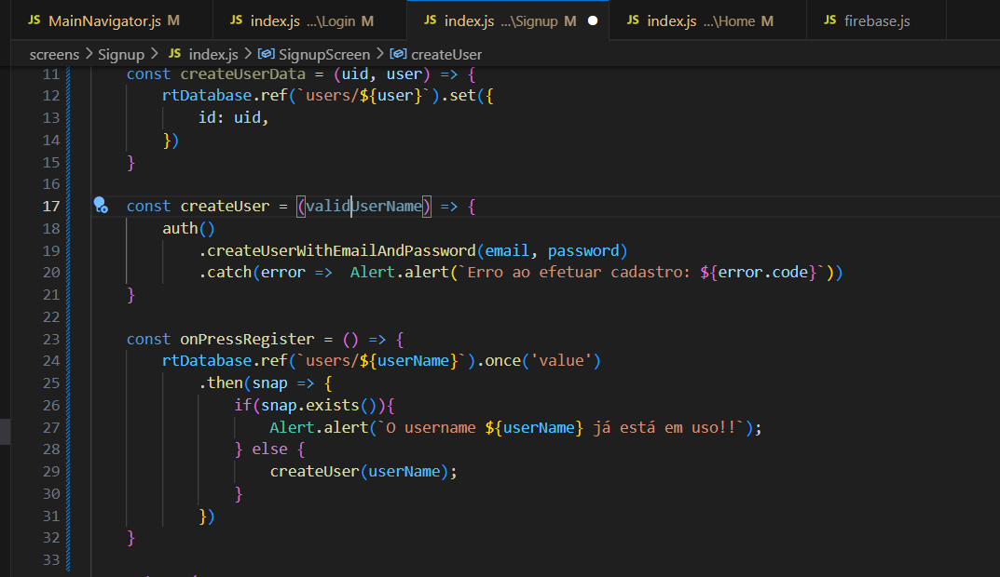 JS MainNavigator.js M JS index.js ...\Login M JS index.js ...\Signup M JS index.js ...\Home M JS firebase.js
screens > Signup > JS index.js > SignupScreen > createUser
11 const createUserData = (uid, user) => {
12 rtDatabase.ref(`users/${user}`).set({
13 id: uid,
14 })
15 }
16
17 const createUser = (validUserName) => {
18 auth()
19 .createUserWithEmailAndPassword(email, password)
20 .catch(error =>  Alert.alert(`Erro ao efetuar cadastro: ${error.code}`))
21 }
22
23 const onPressRegister = () => {
24 rtDatabase.ref(`users/${userName}`).once('value')
25 .then(snap => {
26 if(snap.exists()){
27 Alert.alert(`O username ${userName} já está em uso!!`);
28 } else {
29 createUser(userName);
30 }
31 })
32 }
33